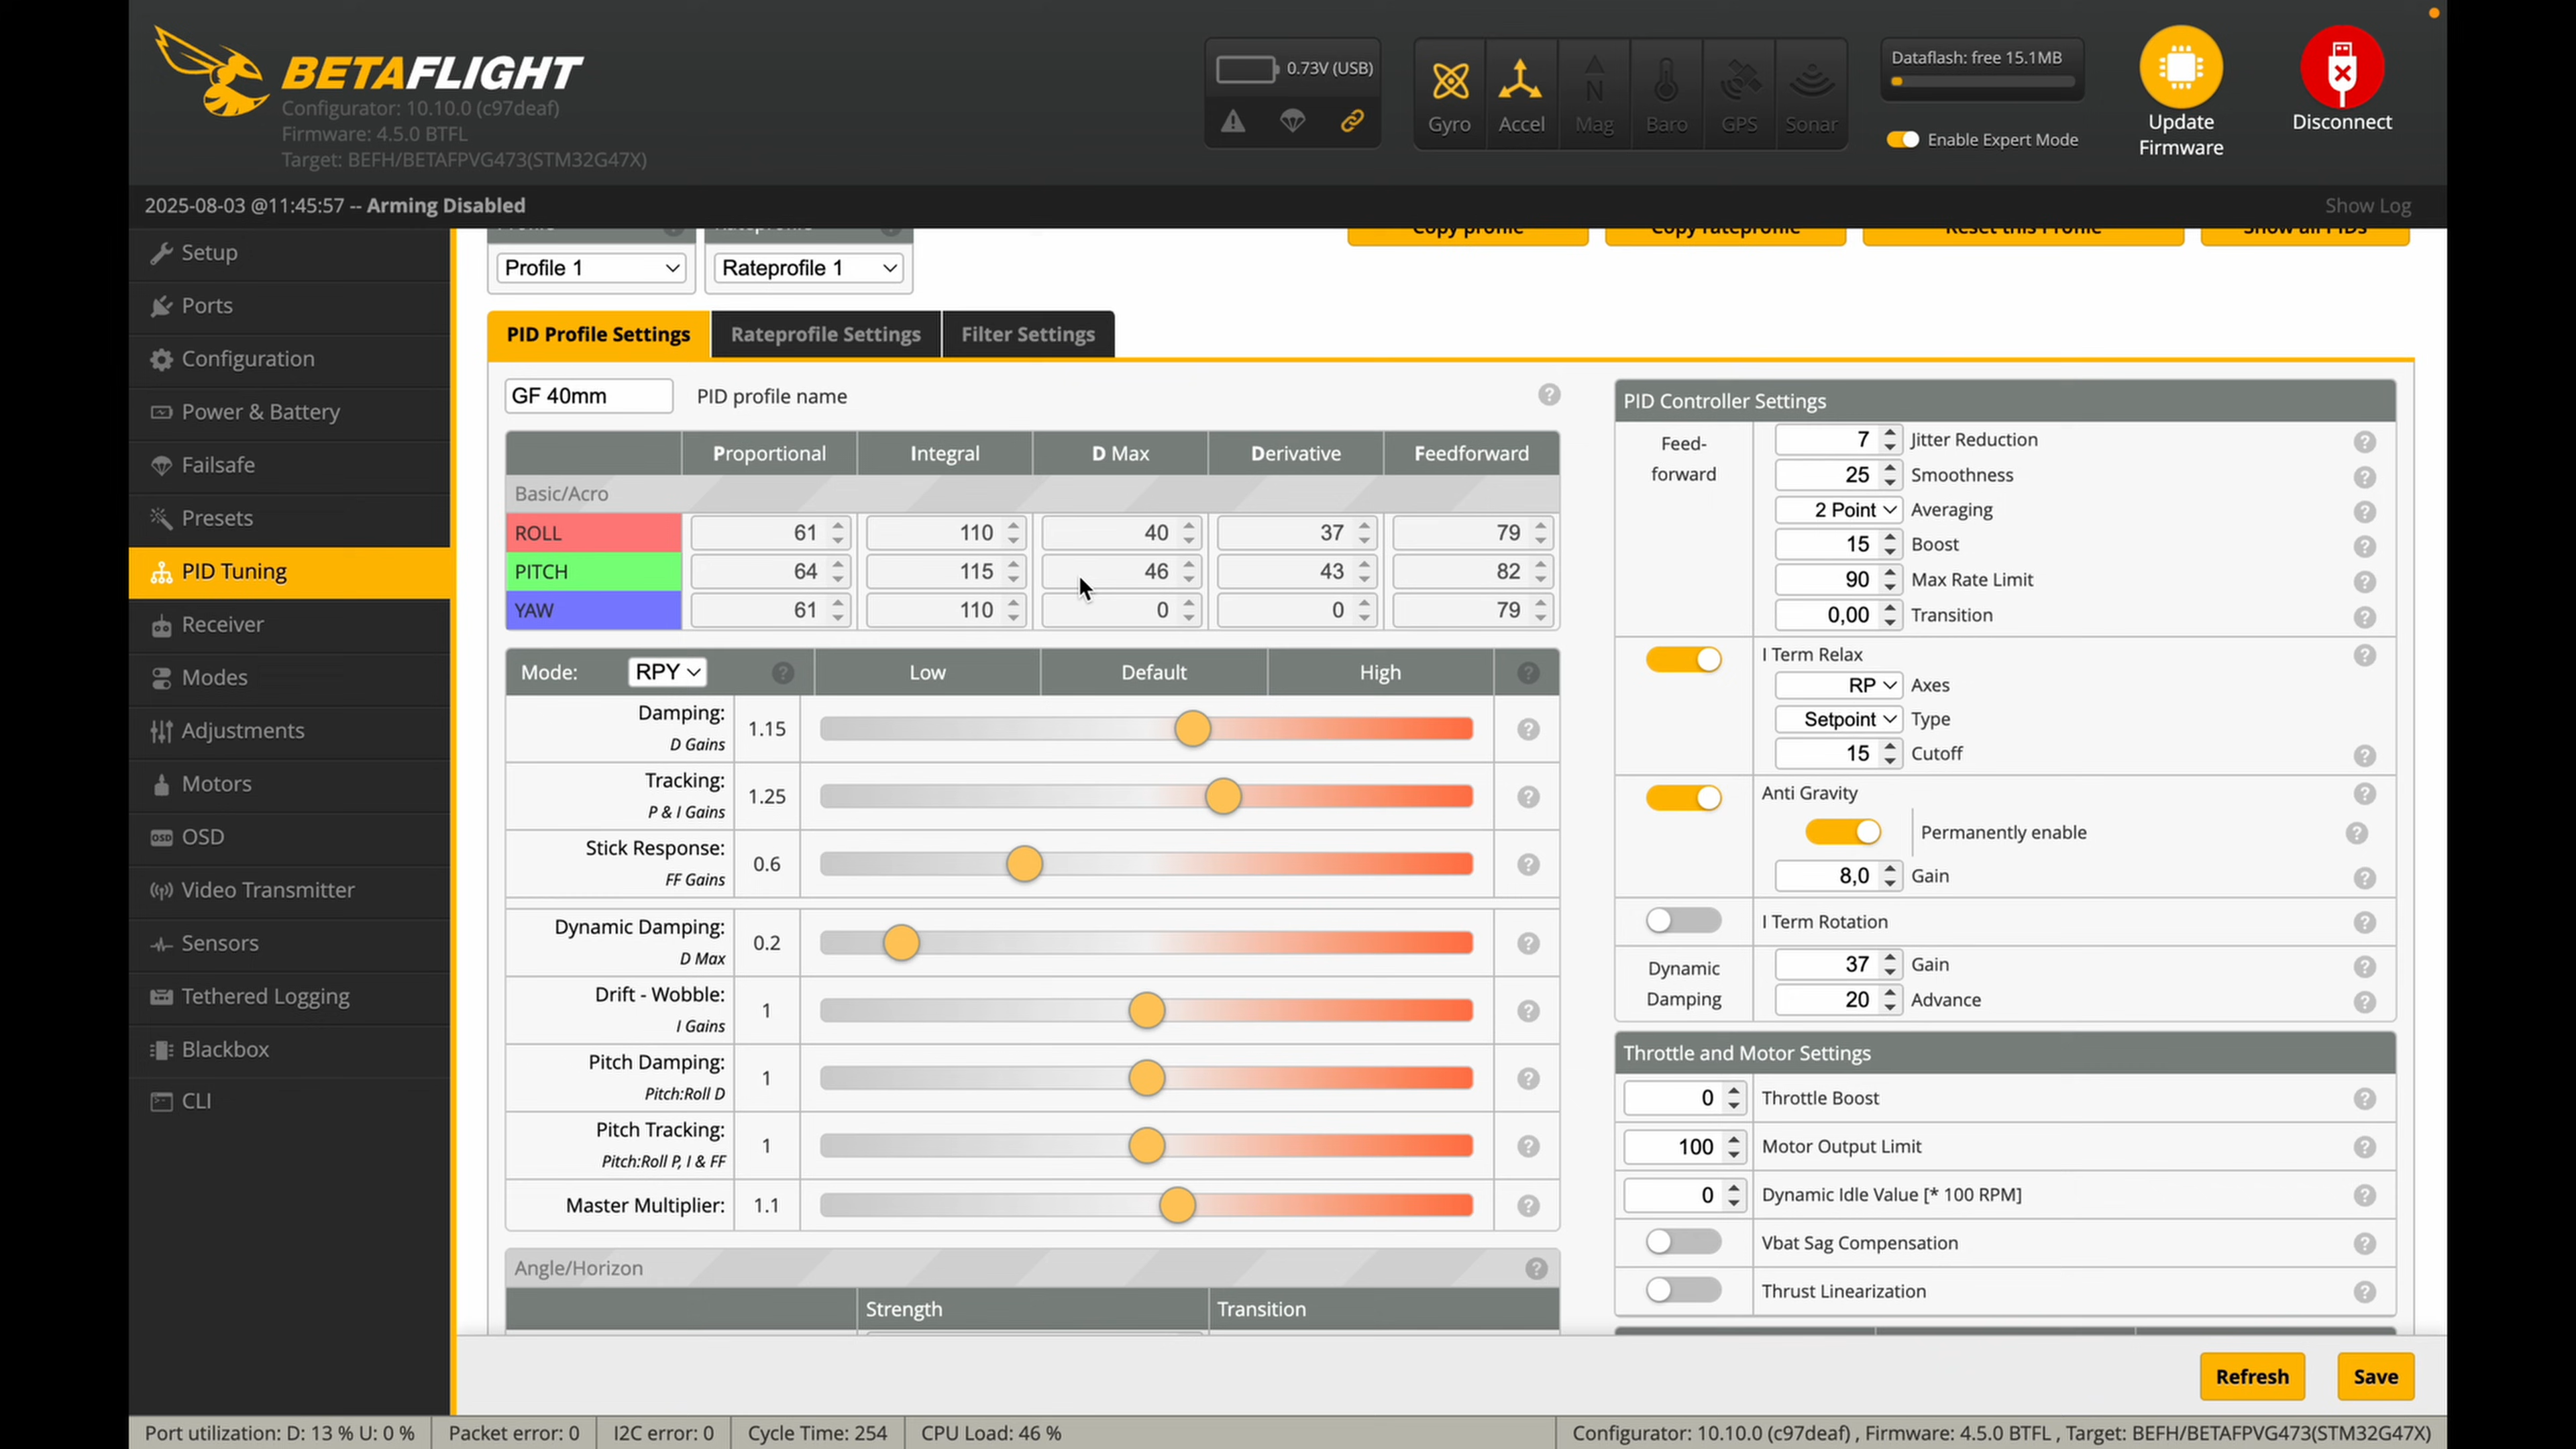 BETAFLIGHT
Configurator: 10.10.0 (c97deaf)
Firmware: 4.5.0 BTFL
Target: BEFH/BETAFPVG473(STM32G47X)
0.73V (USB)
Gyro
Accel
N
Mag
Baro
GPS
Sonar
Dataflash: free 15.1MB
Enable Expert Mode
Update
Firmware
Disconnect
2025-08-03 @11:45:57 -- Arming Disabled
Show Log
Setup
Ports
Configuration
Power & Battery
Failsafe
Presets
PID Tuning
Receiver
Modes
Adjustments
Motors
OSD OSD
Video Transmitter
Sensors
Tethered Logging
Blackbox
CLI
Profile
Rateprofile
Copy profile
Copy rateprofile
Reset this Profile
Show all PIDs
Profile 1
Rateprofile 1
PID Profile Settings
Rateprofile Settings
Filter Settings
GF 40mm PID profile name ?
Proportional Integral D Max Derivative Feedforward
Basic/Acro
ROLL 61 110 40 37 79
PITCH 64 115 46 43 82
YAW 61 110 0 0 79
Mode: RPY ? Low Default High ?
Damping:
D Gains
1.15 ?
Tracking:
P & I Gains
1.25 ?
Stick Response:
FF Gains
0.6 ?
Dynamic Damping:
D Max
0.2 ?
Drift - Wobble:
I Gains
1 ?
Pitch Damping:
Pitch:Roll D
1 ?
Pitch Tracking:
Pitch:Roll P, I & FF
1 ?
Master Multiplier: 1.1 ?
Angle/Horizon ?
Strength Transition
PID Controller Settings
Feed-
forward
7 Jitter Reduction ?
25 Smoothness ?
2 Point Averaging ?
15 Boost ?
90 Max Rate Limit ?
0,00 Transition ?
I Term Relax ?
RP Axes
Setpoint Type
15 Cutoff ?
Anti Gravity ?
Permanently enable ?
8,0 Gain ?
I Term Rotation ?
Dynamic
Damping
37 Gain ?
20 Advance ?
Throttle and Motor Settings
0 Throttle Boost ?
100 Motor Output Limit ?
0 Dynamic Idle Value [* 100 RPM] ?
Vbat Sag Compensation ?
Thrust Linearization ?
Refresh
Save
Port utilization: D: 13 % U: 0 %
Packet error: 0
I2C error: 0
Cycle Time: 254
CPU Load: 46 %
Configurator: 10.10.0 (c97deaf) , Firmware: 4.5.0 BTFL , Target: BEFH/BETAFPVG473(STM32G47X)